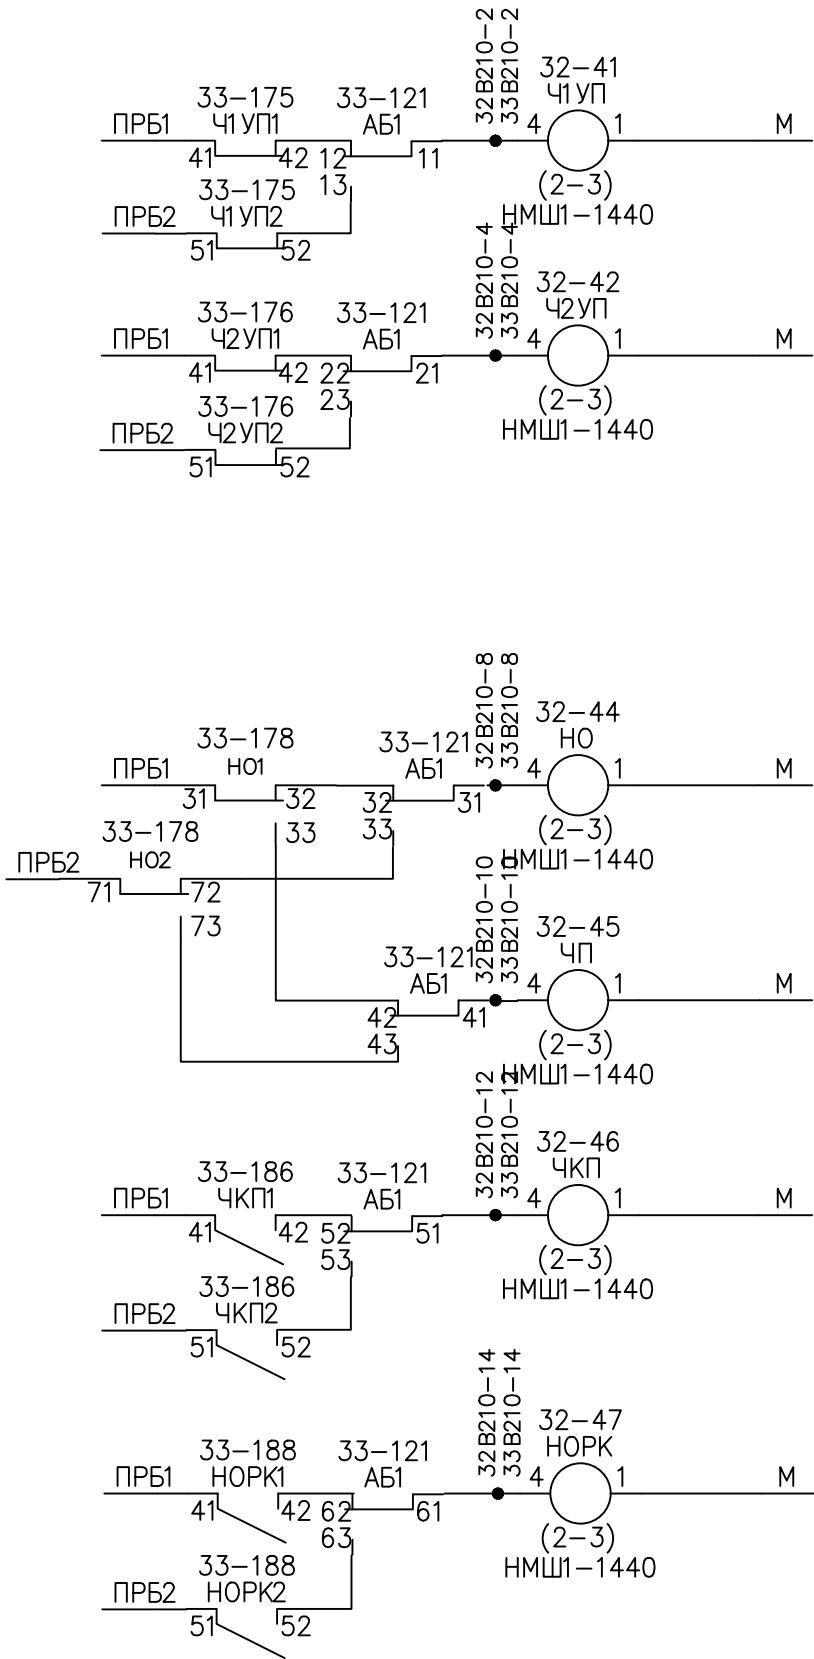 32В210-2
33В210-2
32-41
Ч1УП
33-175
Ч1УП1
33-121
АБ1
ПРБ1
41
42
12
11
4
1
М
13
(2-3)
НМШ1-1440
33-175
Ч1УП2
ПРБ2
51
52
32В210-4
33В210-4
32-42
Ч2УП
33-176
Ч2УП1
33-121
АБ1
ПРБ1
41
42
22
21
4
1
М
23
(2-3)
НМШ1-1440
33-176
Ч2УП2
ПРБ2
51
52
32В210-8
33В210-8
32-44
НО
33-178
НО1
33-121
АБ1
ПРБ1
31
32
32
31
4
1
М
33
33
(2-3)
НМШ1-1440
33-178
НО2
ПРБ2
71
72
73
32В210-10
33В210-10
32-45
ЧП
33-121
АБ1
42
41
4
1
М
43
(2-3)
НМШ1-1440
32В210-12
33В210-12
32-46
ЧКП
33-186
ЧКП1
33-121
АБ1
ПРБ1
41
42
52
51
4
1
М
53
(2-3)
НМШ1-1440
33-186
ЧКП2
ПРБ2
51
52
32В210-14
33В210-14
32-47
НОРК
33-188
НОРК1
33-121
АБ1
ПРБ1
41
42
62
61
4
1
М
63
(2-3)
НМШ1-1440
33-188
НОРК2
ПРБ2
51
52